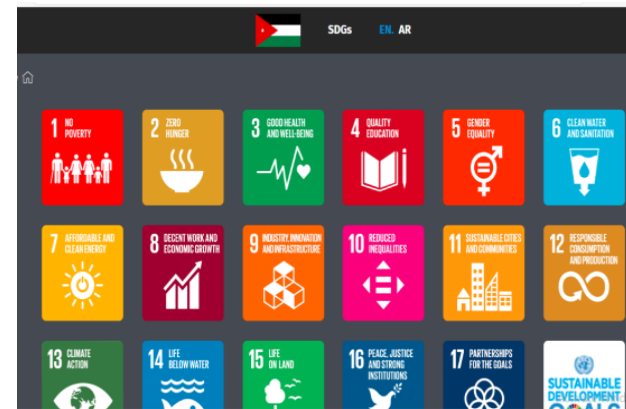 SDGs EN. AR
1 NO POVERTY
2 ZERO HUNGER
3 GOOD HEALTH AND WELL-BEING
4 QUALITY EDUCATION
5 GENDER EQUALITY
6 CLEAN WATER AND SANITATION
7 AFFORDABLE AND CLEAN ENERGY
8 DECENT WORK AND ECONOMIC GROWTH
9 INDUSTRY, INNOVATION AND INFRASTRUCTURE
10 REDUCED INEQUALITIES
11 SUSTAINABLE CITIES AND COMMUNITIES
12 RESPONSIBLE CONSUMPTION AND PRODUCTION
13 CLIMATE ACTION
14 LIFE BELOW WATER
15 LIFE ON LAND
16 PEACE, JUSTICE AND STRONG INSTITUTIONS
17 PARTNERSHIPS FOR THE GOALS
SUSTAINABLE
DEVELOPMENT